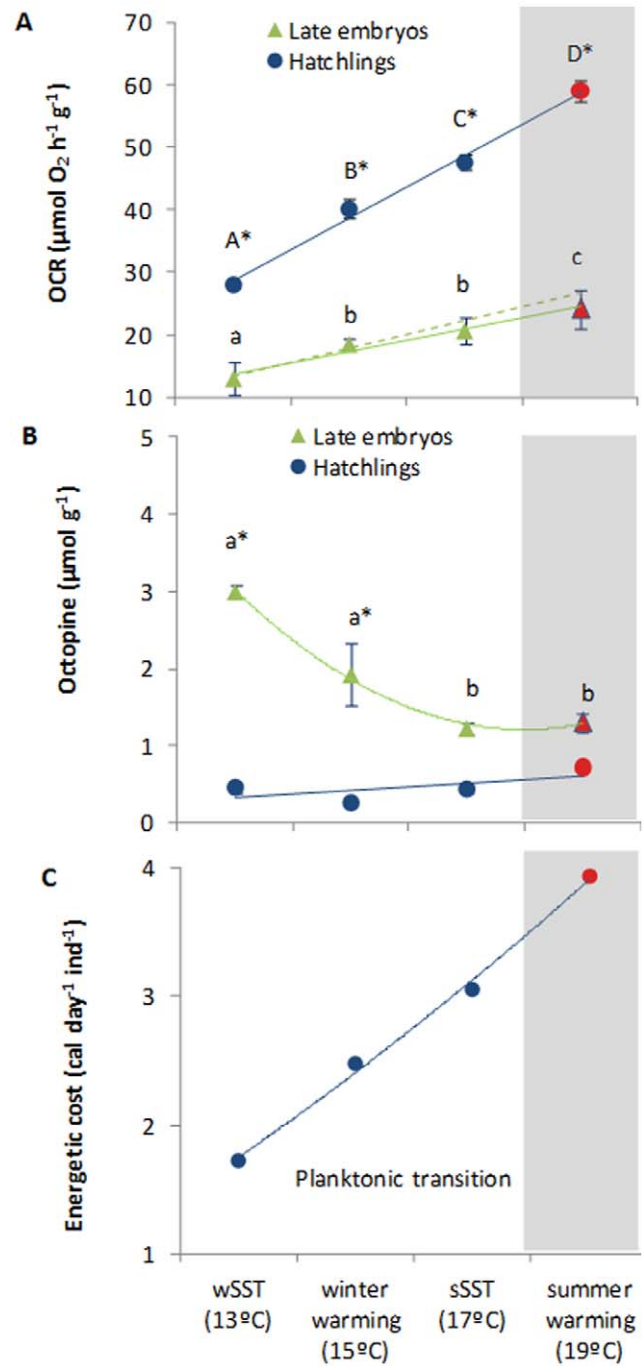 A
OCR (µmol O₂ h⁻¹ g⁻¹)
70
60
50
40
30
20
10
Late embryos
Hatchlings
A*
B*
C*
D*
a
b
b
c
B
Octopine (µmol g⁻¹)
5
4
3
2
1
0
Late embryos
Hatchlings
a*
a*
b
b
C
Energetic cost (cal day⁻¹ ind⁻¹)
4
3
2
1
Planktonic transition
wSST
(13ºC)
winter
warming
(15ºC)
sSST
(17ºC)
summer
warming
(19ºC)